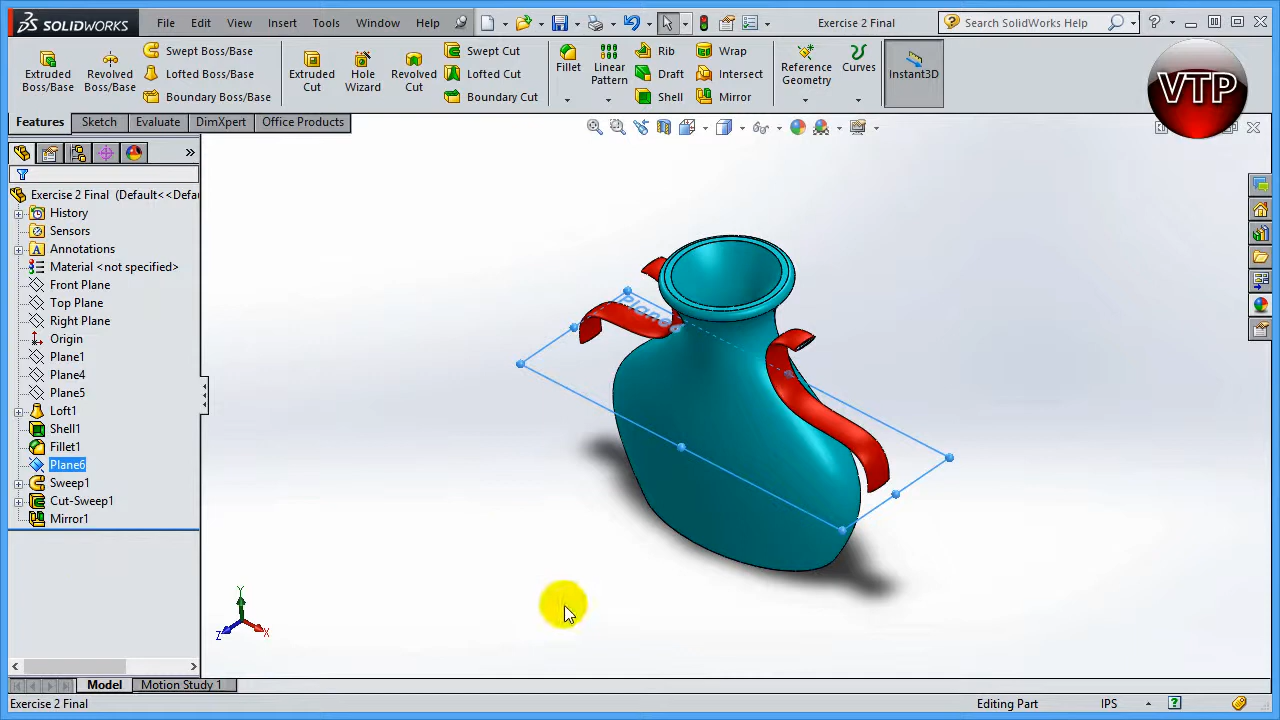 SOLIDWORKS
File Edit View Insert Tools Window Help
Exercise 2 Final
Search SolidWorks Help
Extruded Boss/Base
Revolved Boss/Base
Swept Boss/Base
Lofted Boss/Base
Boundary Boss/Base
Extruded Cut
Hole Wizard
Revolved Cut
Swept Cut
Lofted Cut
Boundary Cut
Fillet
Linear Pattern
Rib
Draft
Shell
Wrap
Intersect
Mirror
Reference Geometry
Curves
Instant3D
VTP
Features Sketch Evaluate DimXpert Office Products
Exercise 2 Final (Default<<Defau
History
Sensors
Annotations
Material <not specified>
Front Plane
Top Plane
Right Plane
Origin
Plane1
Plane4
Plane5
Loft1
Shell1
Fillet1
Plane6
Sweep1
Cut-Sweep1
Mirror1
Plane6
Y
Z
X
Model Motion Study 1
Exercise 2 Final
Editing Part
IPS